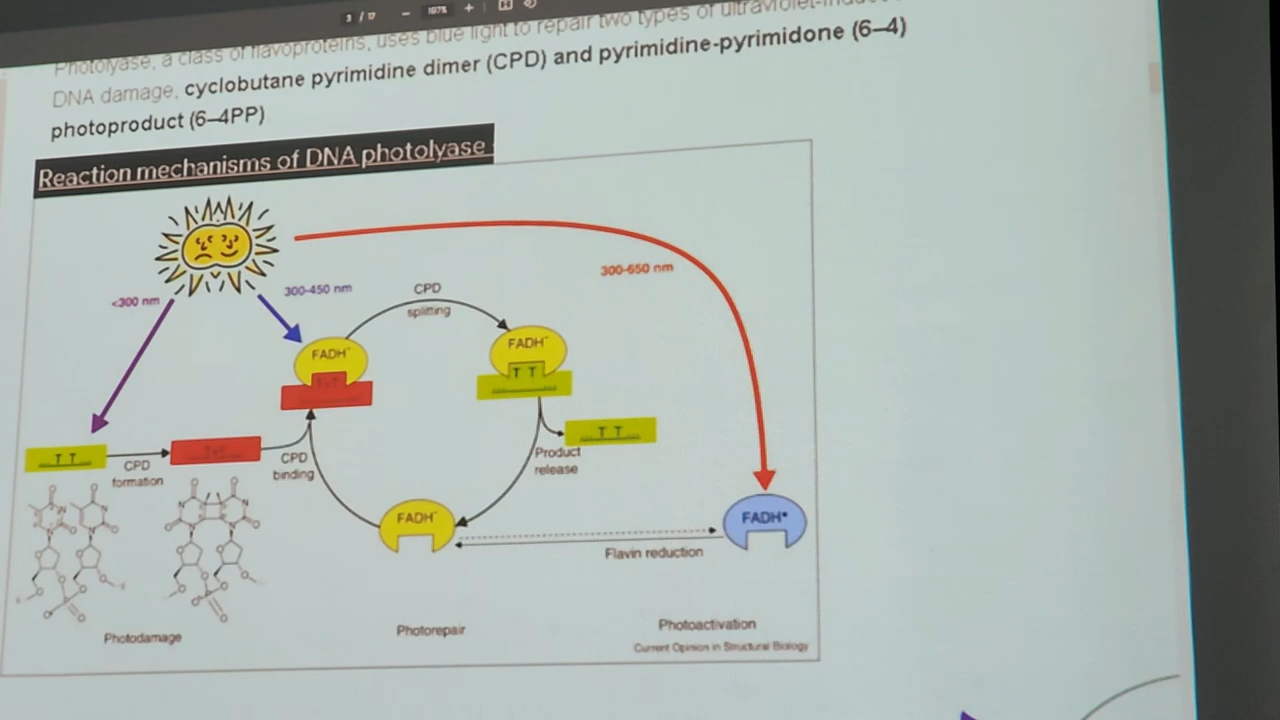 3 / 17 − 107% +
Photolyase, a class of flavoproteins, uses blue light to repair two types of
DNA damage, cyclobutane pyrimidine dimer (CPD) and pyrimidine-pyrimidone (6–4)
photoproduct (6–4PP)
Reaction mechanisms of DNA photolyase
300-650 nm
<300 nm
300-450 nm
CPD
splitting
FADH⁻
FADH⁻
T T
T T
T T
CPD
formation
CPD
binding
Product
release
FADH⁻
FADH•
Flavin reduction
Photodamage
Photorepair
Photoactivation
Current Opinion in Structural Biology